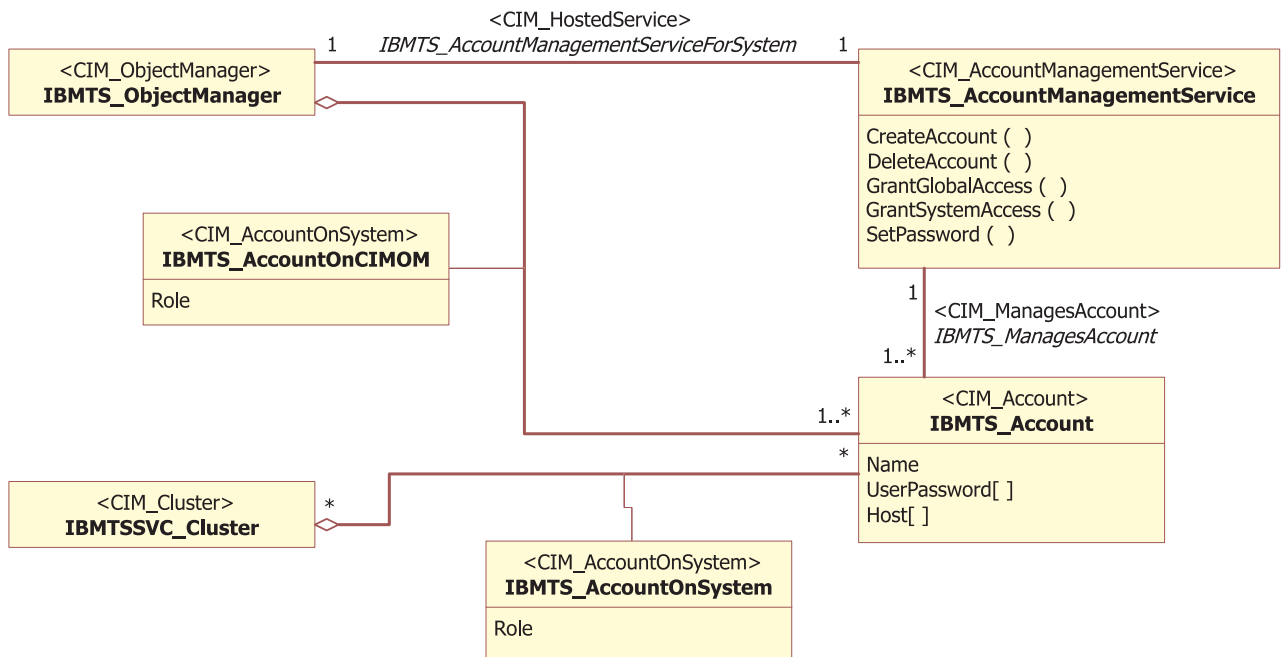 <CIM_HostedService>
1 IBMTS_AccountManagementServiceForSystem 1
<CIM_ObjectManager>
IBMTS_ObjectManager
<CIM_AccountManagementService>
IBMTS_AccountManagementService
CreateAccount ( )
DeleteAccount ( )
GrantGlobalAccess ( )
GrantSystemAccess ( )
SetPassword ( )
<CIM_AccountOnSystem>
IBMTS_AccountOnCIMOM
Role
1
<CIM_ManagesAccount>
IBMTS_ManagesAccount
1..*
<CIM_Account>
IBMTS_Account
Name
UserPassword[ ]
Host[ ]
1..*
*
<CIM_Cluster>
IBMTSSVC_Cluster
*
<CIM_AccountOnSystem>
IBMTS_AccountOnSystem
Role